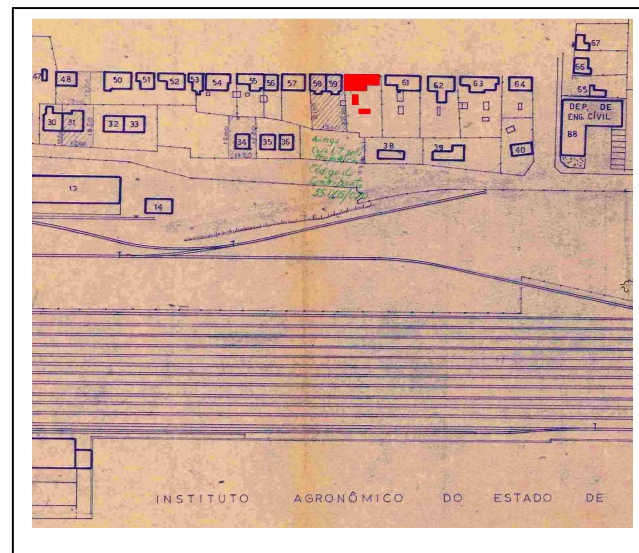 67
47 48 50 51 52 53 54 55 56 57 58 59 61 62 63 64
66
65
DEP. DE
ENG. CIVIL
88
30 31 32 33
34 35 36
38 39 40
13
14
INSTITUTO AGRONÔMICO DO ESTADO DE